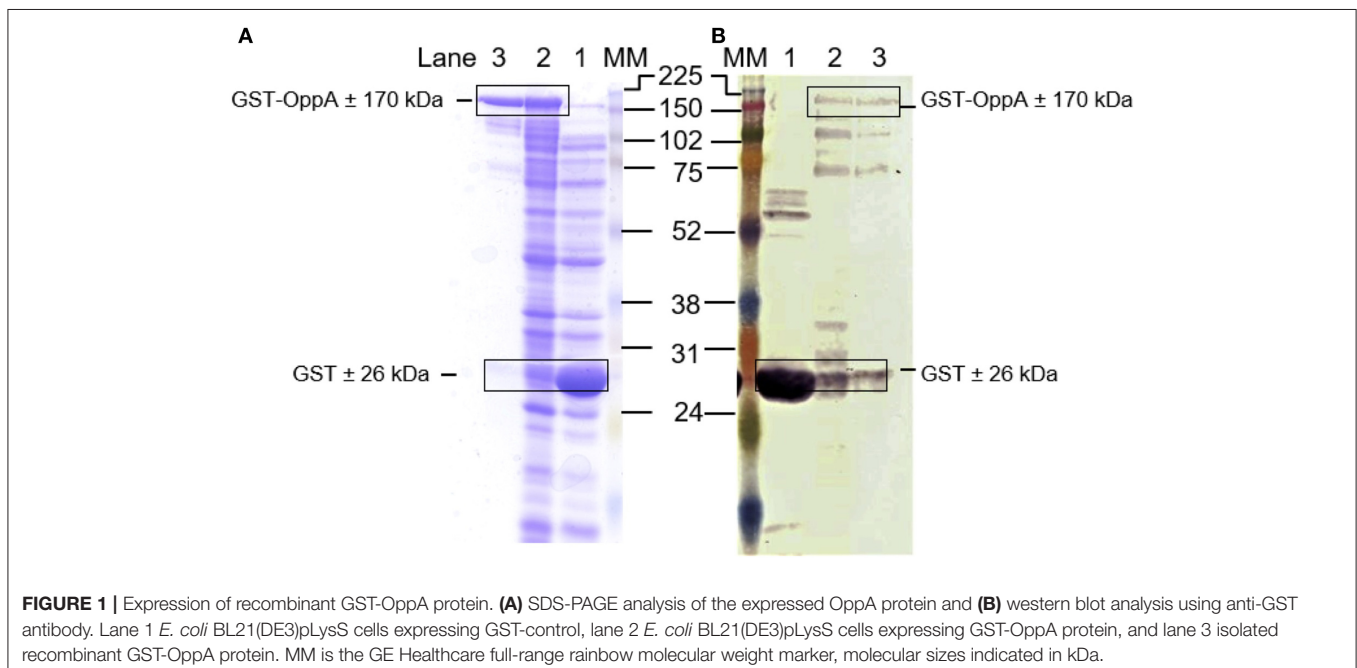 A
B
Lane 3 2 1 MM
MM 1 2 3
225
GST-OppA ± 170 kDa
GST-OppA ± 170 kDa
150
102
75
52
38
31
GST ± 26 kDa
GST ± 26 kDa
24
FIGURE 1 | Expression of recombinant GST-OppA protein. (A) SDS-PAGE analysis of the expressed OppA protein and (B) western blot analysis using anti-GST
antibody. Lane 1 E. coli BL21(DE3)pLysS cells expressing GST-control, lane 2 E. coli BL21(DE3)pLysS cells expressing GST-OppA protein, and lane 3 isolated
recombinant GST-OppA protein. MM is the GE Healthcare full-range rainbow molecular weight marker, molecular sizes indicated in kDa.